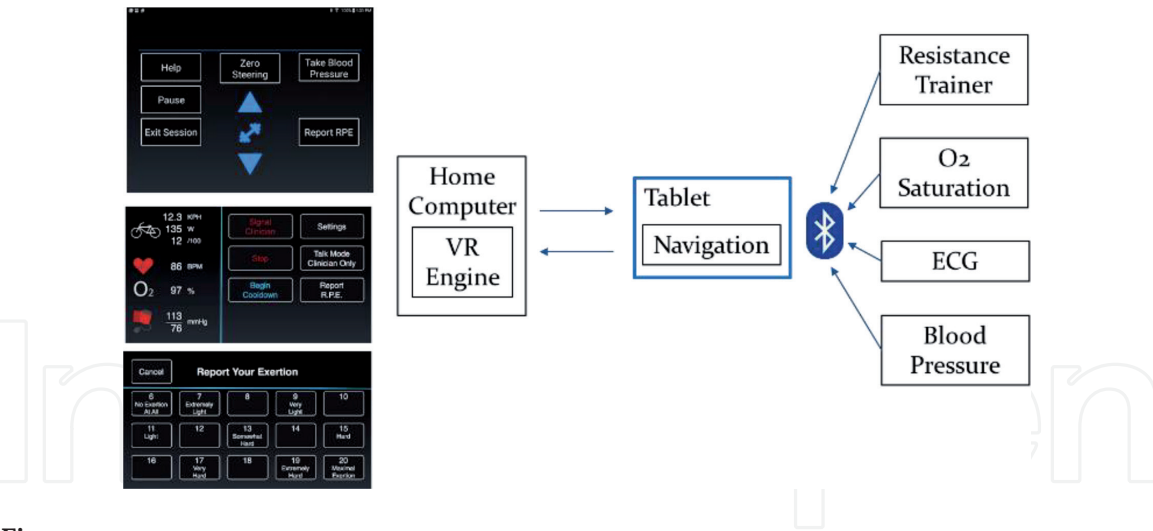 Help
Zero
Steering
Take Blood
Pressure
Pause
Exit Session
Report RPE
12.3 KPH
135 W
12 /100
86 BPM
O2 97 %
113
76 mmHg
Signal
Clinician
Settings
Stop
Talk Mode
Clinician Only
Begin
Cooldown
Report
R.P.E.
Cancel
Report Your Exertion
6
No Exertion
At All
7
Extremely
Light
8
9
Very
Light
10
11
Light
12
13
Somewhat
Hard
14
15
Hard
16
17
Very
Hard
18
19
Extremely
Hard
20
Maximal
Exertion
Home
Computer
VR
Engine
Tablet
Navigation
Resistance
Trainer
O2
Saturation
ECG
Blood
Pressure